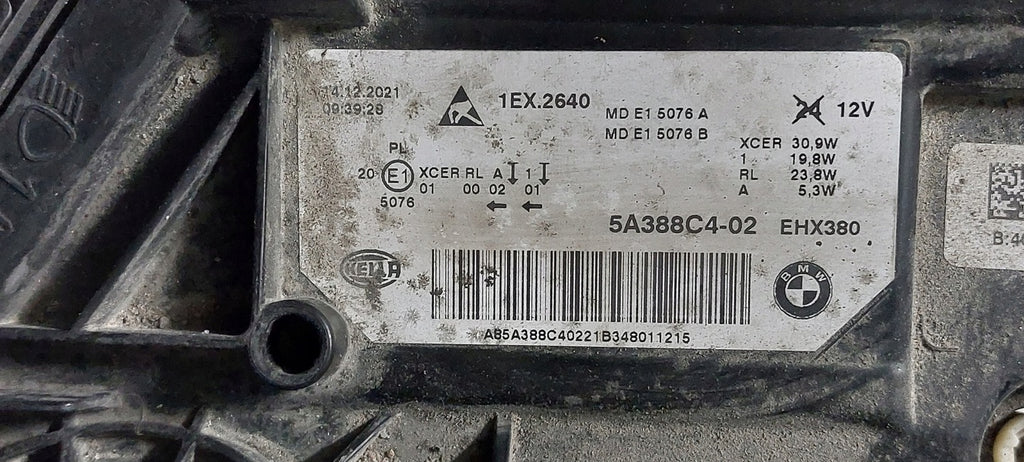 14.12.2021
09:39:28
1EX.2640
MD E1 5076 A
MD E1 5076 B
24 12V
XCER 30,9W
1 19,8W
RL 23,8W
A 5,3W
PL
20 E1 XCER RL A 1
01 00 02 01
5076
5A388C4-02 EHX380
HELLA
BMW
A85A388C40221B348011215